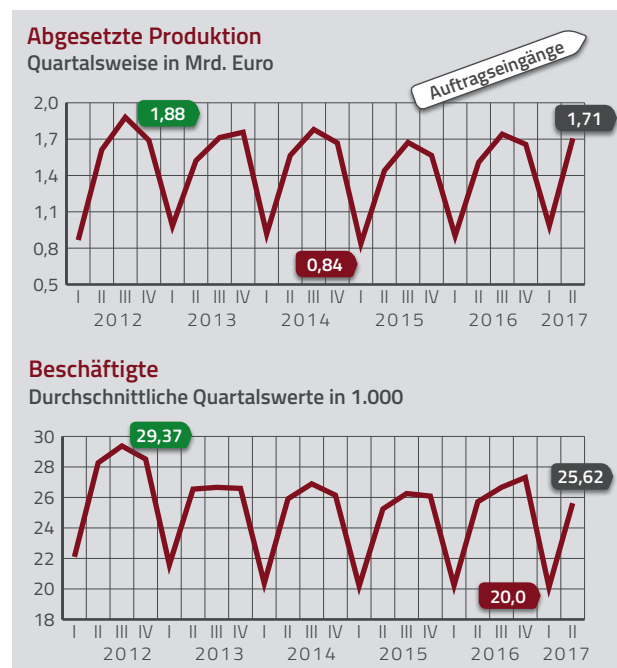 Abgesetzte Produktion
Quartalsweise in Mrd. Euro
Auftragseingänge
2,0
1,7
1,4
1,1
0,8
0,5
1,88
0,84
1,71
I II III IV I II III IV I II III IV I II III IV I II III IV I II
2012 2013 2014 2015 2016 2017
Beschäftigte
Durchschnittliche Quartalswerte in 1.000
30
28
26
24
22
20
18
29,37
25,62
20,0
I II III IV I II III IV I II III IV I II III IV I II III IV I II
2012 2013 2014 2015 2016 2017